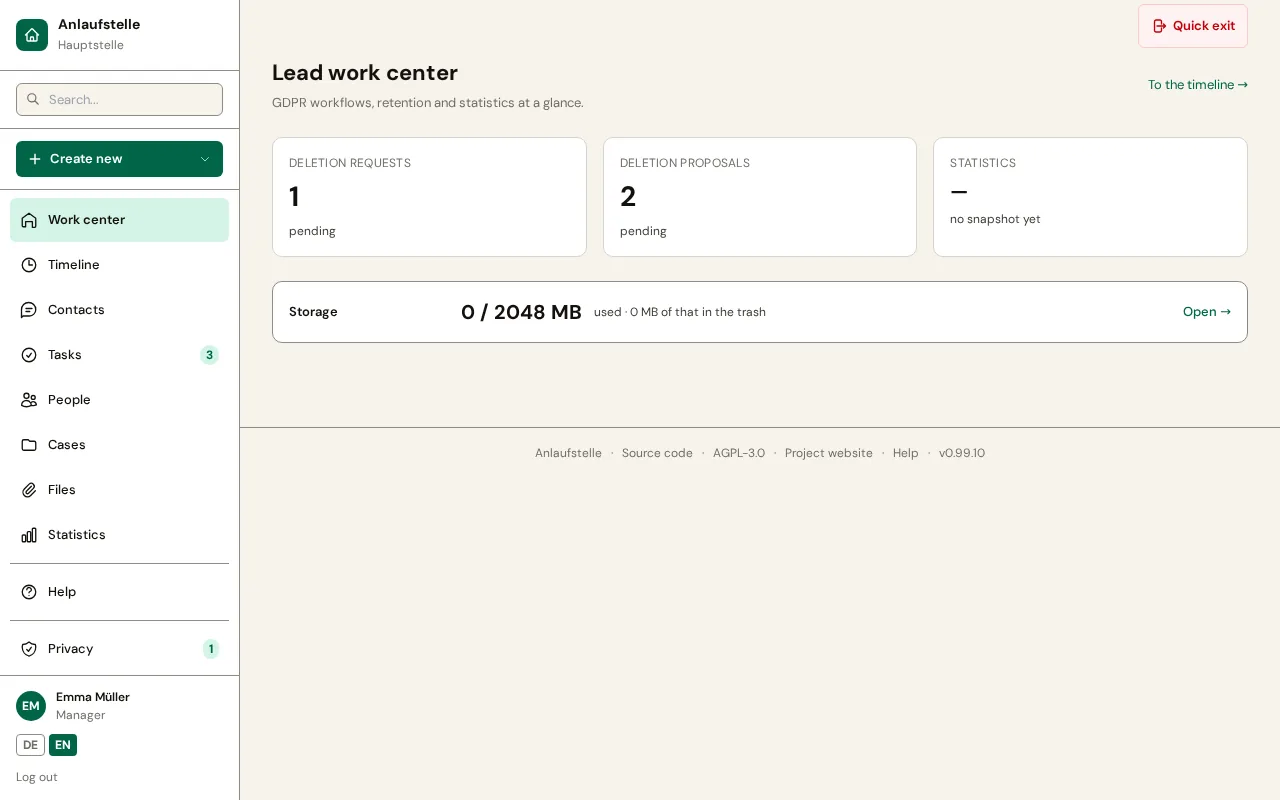 Anlaufstelle
Hauptstelle
Search...
Create new
Work center
Timeline
Contacts
Tasks 3
People
Cases
Files
Statistics
Help
Privacy 1
EM Emma Müller
Manager
DE EN
Log out
Quick exit
Lead work center
GDPR workflows, retention and statistics at a glance.
To the timeline →
DELETION REQUESTS
1
pending
DELETION PROPOSALS
2
pending
STATISTICS
–
no snapshot yet
Storage 0 / 2048 MB used · 0 MB of that in the trash Open →
Anlaufstelle · Source code · AGPL-3.0 · Project website · Help · v0.99.10